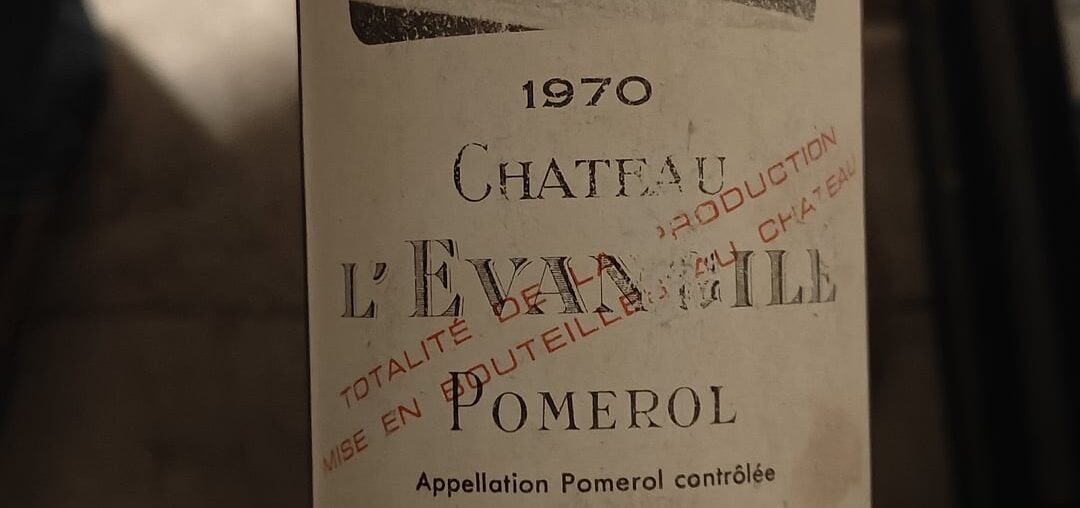 1970
CHATEAU
L'EVANGILE
TOTALITÉ DE LA PRODUCTION
MISE EN BOUTEILLES AU CHATEAU
POMEROL
Appellation Pomerol contrôlée